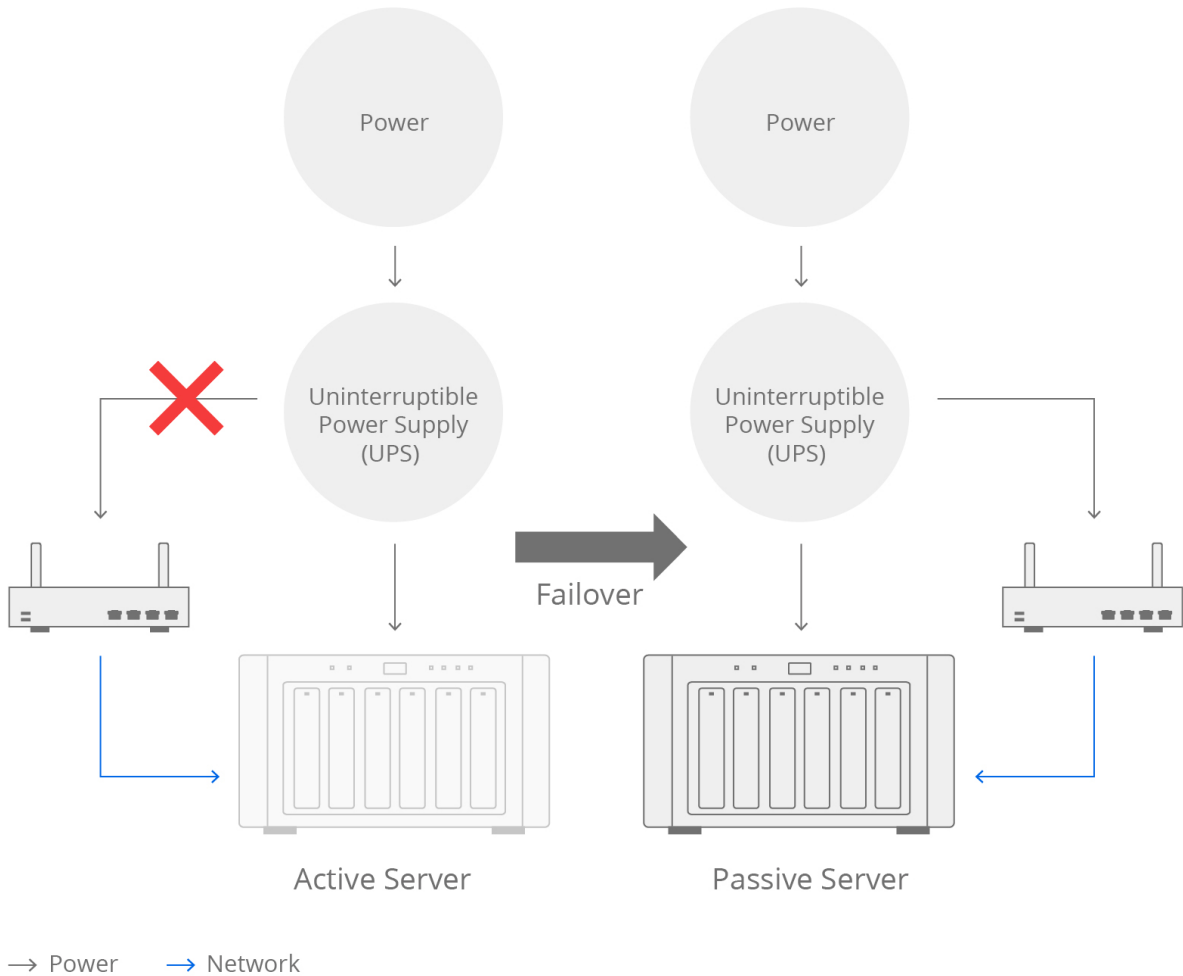 Power
Power
Uninterruptible
Power Supply
(UPS)
Uninterruptible
Power Supply
(UPS)
Failover
Active Server
Passive Server
Power
Network